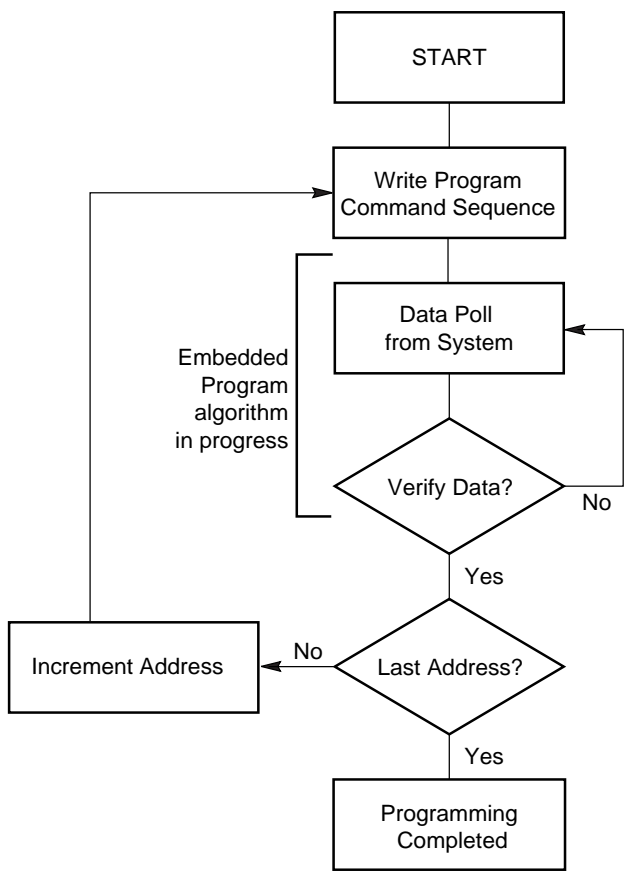 START
Write Program
Command Sequence
Data Poll
from System
Embedded
Program
algorithm
in progress
Verify Data?
No
Yes
Increment Address
No
Last Address?
Yes
Programming
Completed